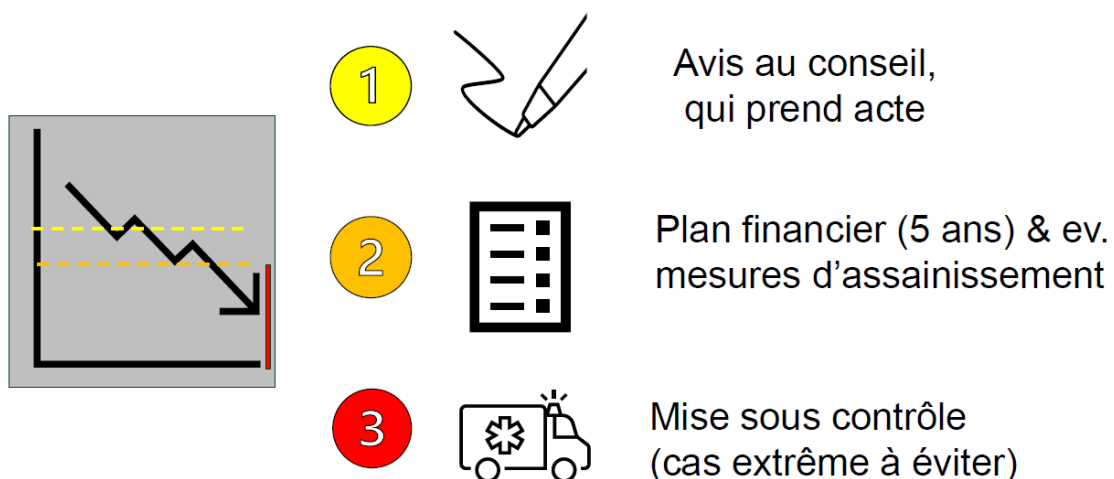 1
Avis au conseil,
qui prend acte
2
Plan financier (5 ans) & ev.
mesures d'assainissement
3
Mise sous contrôle
(cas extrême à éviter)